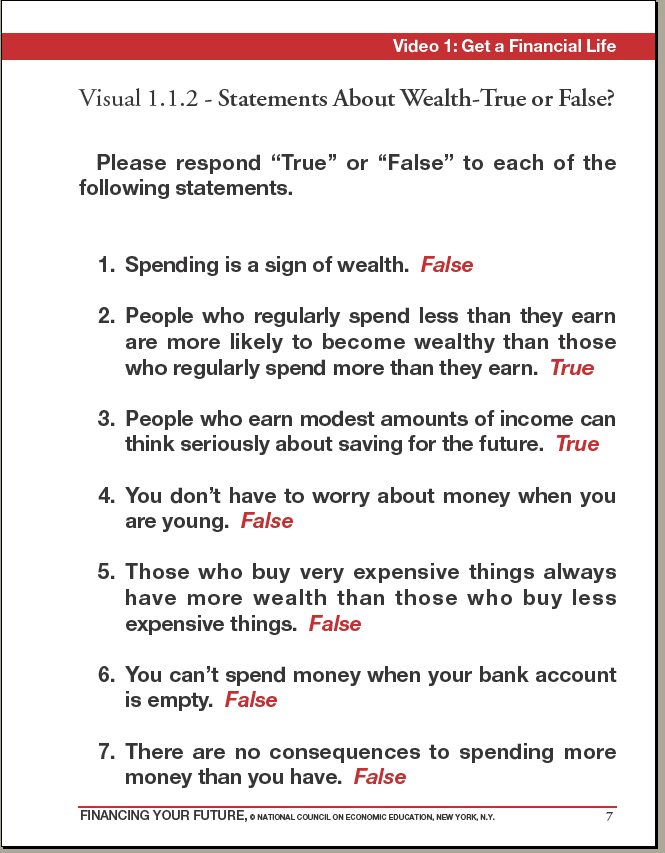 Video 1: Get a Financial Life
Visual 1.1.2 - Statements About Wealth-True or False?
Please respond “True” or “False” to each of the
following statements.
1. Spending is a sign of wealth. False
2. People who regularly spend less than they earn
are more likely to become wealthy than those
who regularly spend more than they earn. True
3. People who earn modest amounts of income can
think seriously about saving for the future. True
4. You don’t have to worry about money when you
are young. False
5. Those who buy very expensive things always
have more wealth than those who buy less
expensive things. False
6. You can’t spend money when your bank account
is empty. False
7. There are no consequences to spending more
money than you have. False
FINANCING YOUR FUTURE, © NATIONAL COUNCIL ON ECONOMIC EDUCATION, NEW YORK, N.Y. 7